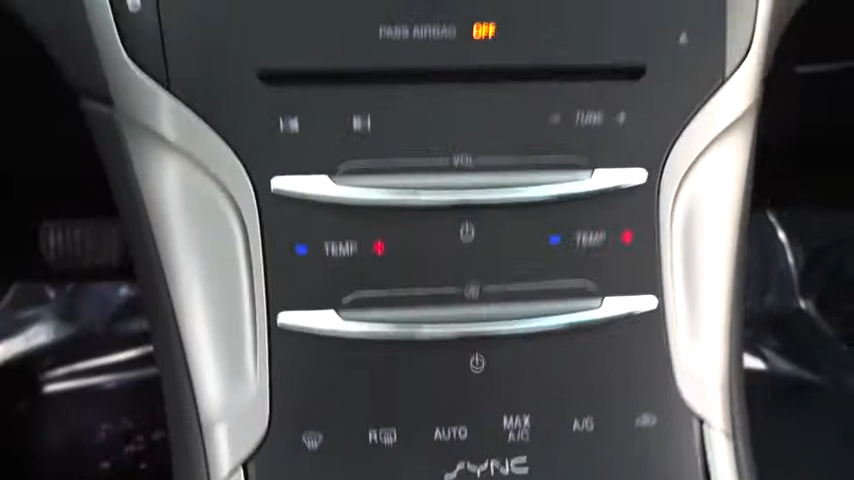 PASS AIRBAG OFF
TUNE
VOL
TEMP TEMP
R AUTO MAX A/C A/C
SYNC